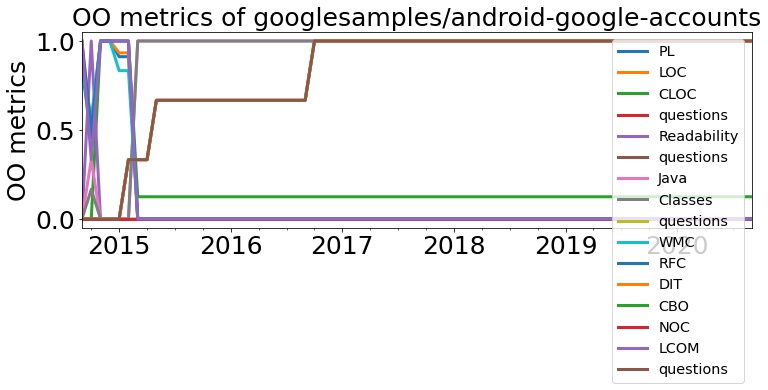 OO metrics of googlesamples/android-google-accounts
OO metrics
1.0
0.5
0.0
2015 2016 2017 2018 2019 2020
PL
LOC
CLOC
questions
Readability
questions
Java
Classes
questions
WMC
RFC
DIT
CBO
NOC
LCOM
questions